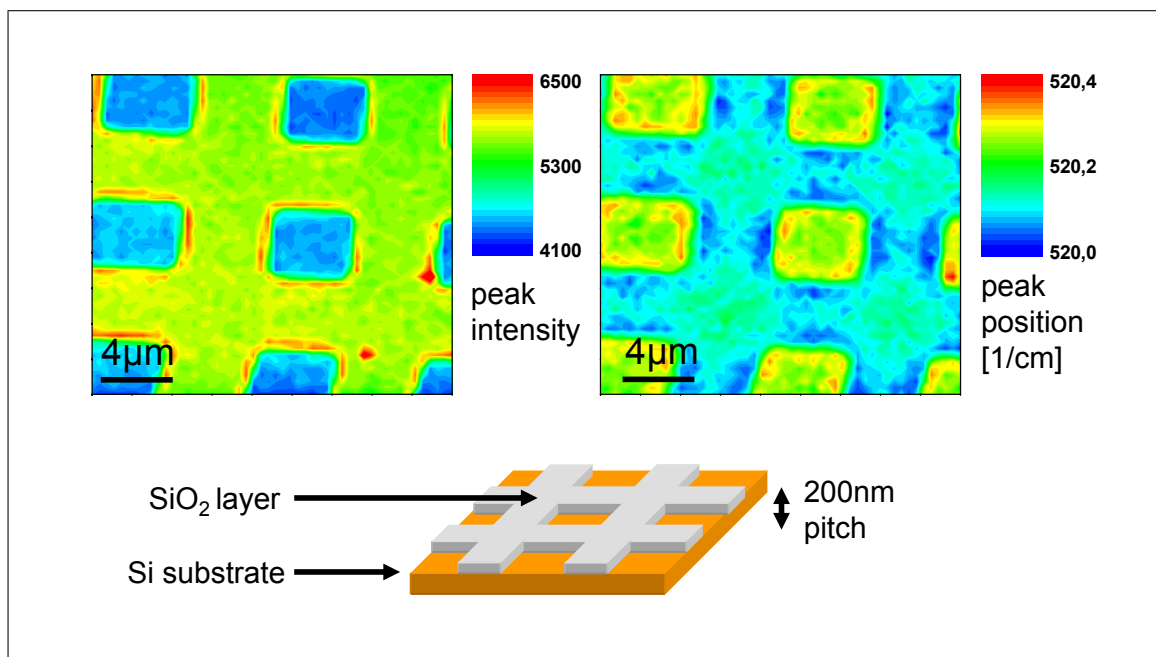 6500
5300
4100
peak
intensity
4µm
520,4
520,2
520,0
peak
position
[1/cm]
4µm
SiO₂ layer
Si substrate
200nm
pitch